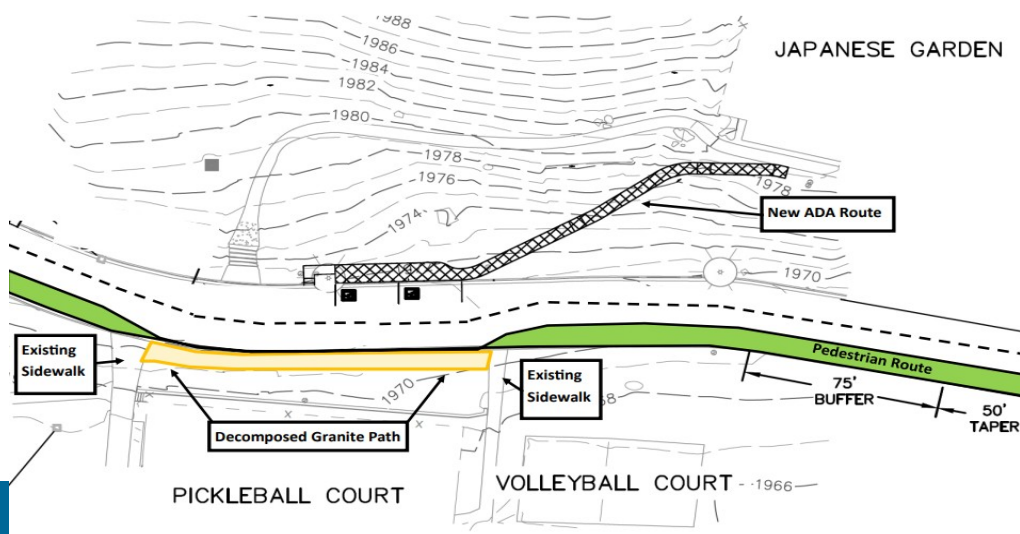 1988
1986
1984
1982
1980
1978
1976
1974
JAPANESE GARDEN
1978
New ADA Route
1970
Existing
Sidewalk
1970
Existing
Sidewalk
Pedestrian Route
75'
BUFFER
50'
TAPER
Decomposed Granite Path
PICKLEBALL COURT
VOLLEYBALL COURT
1966